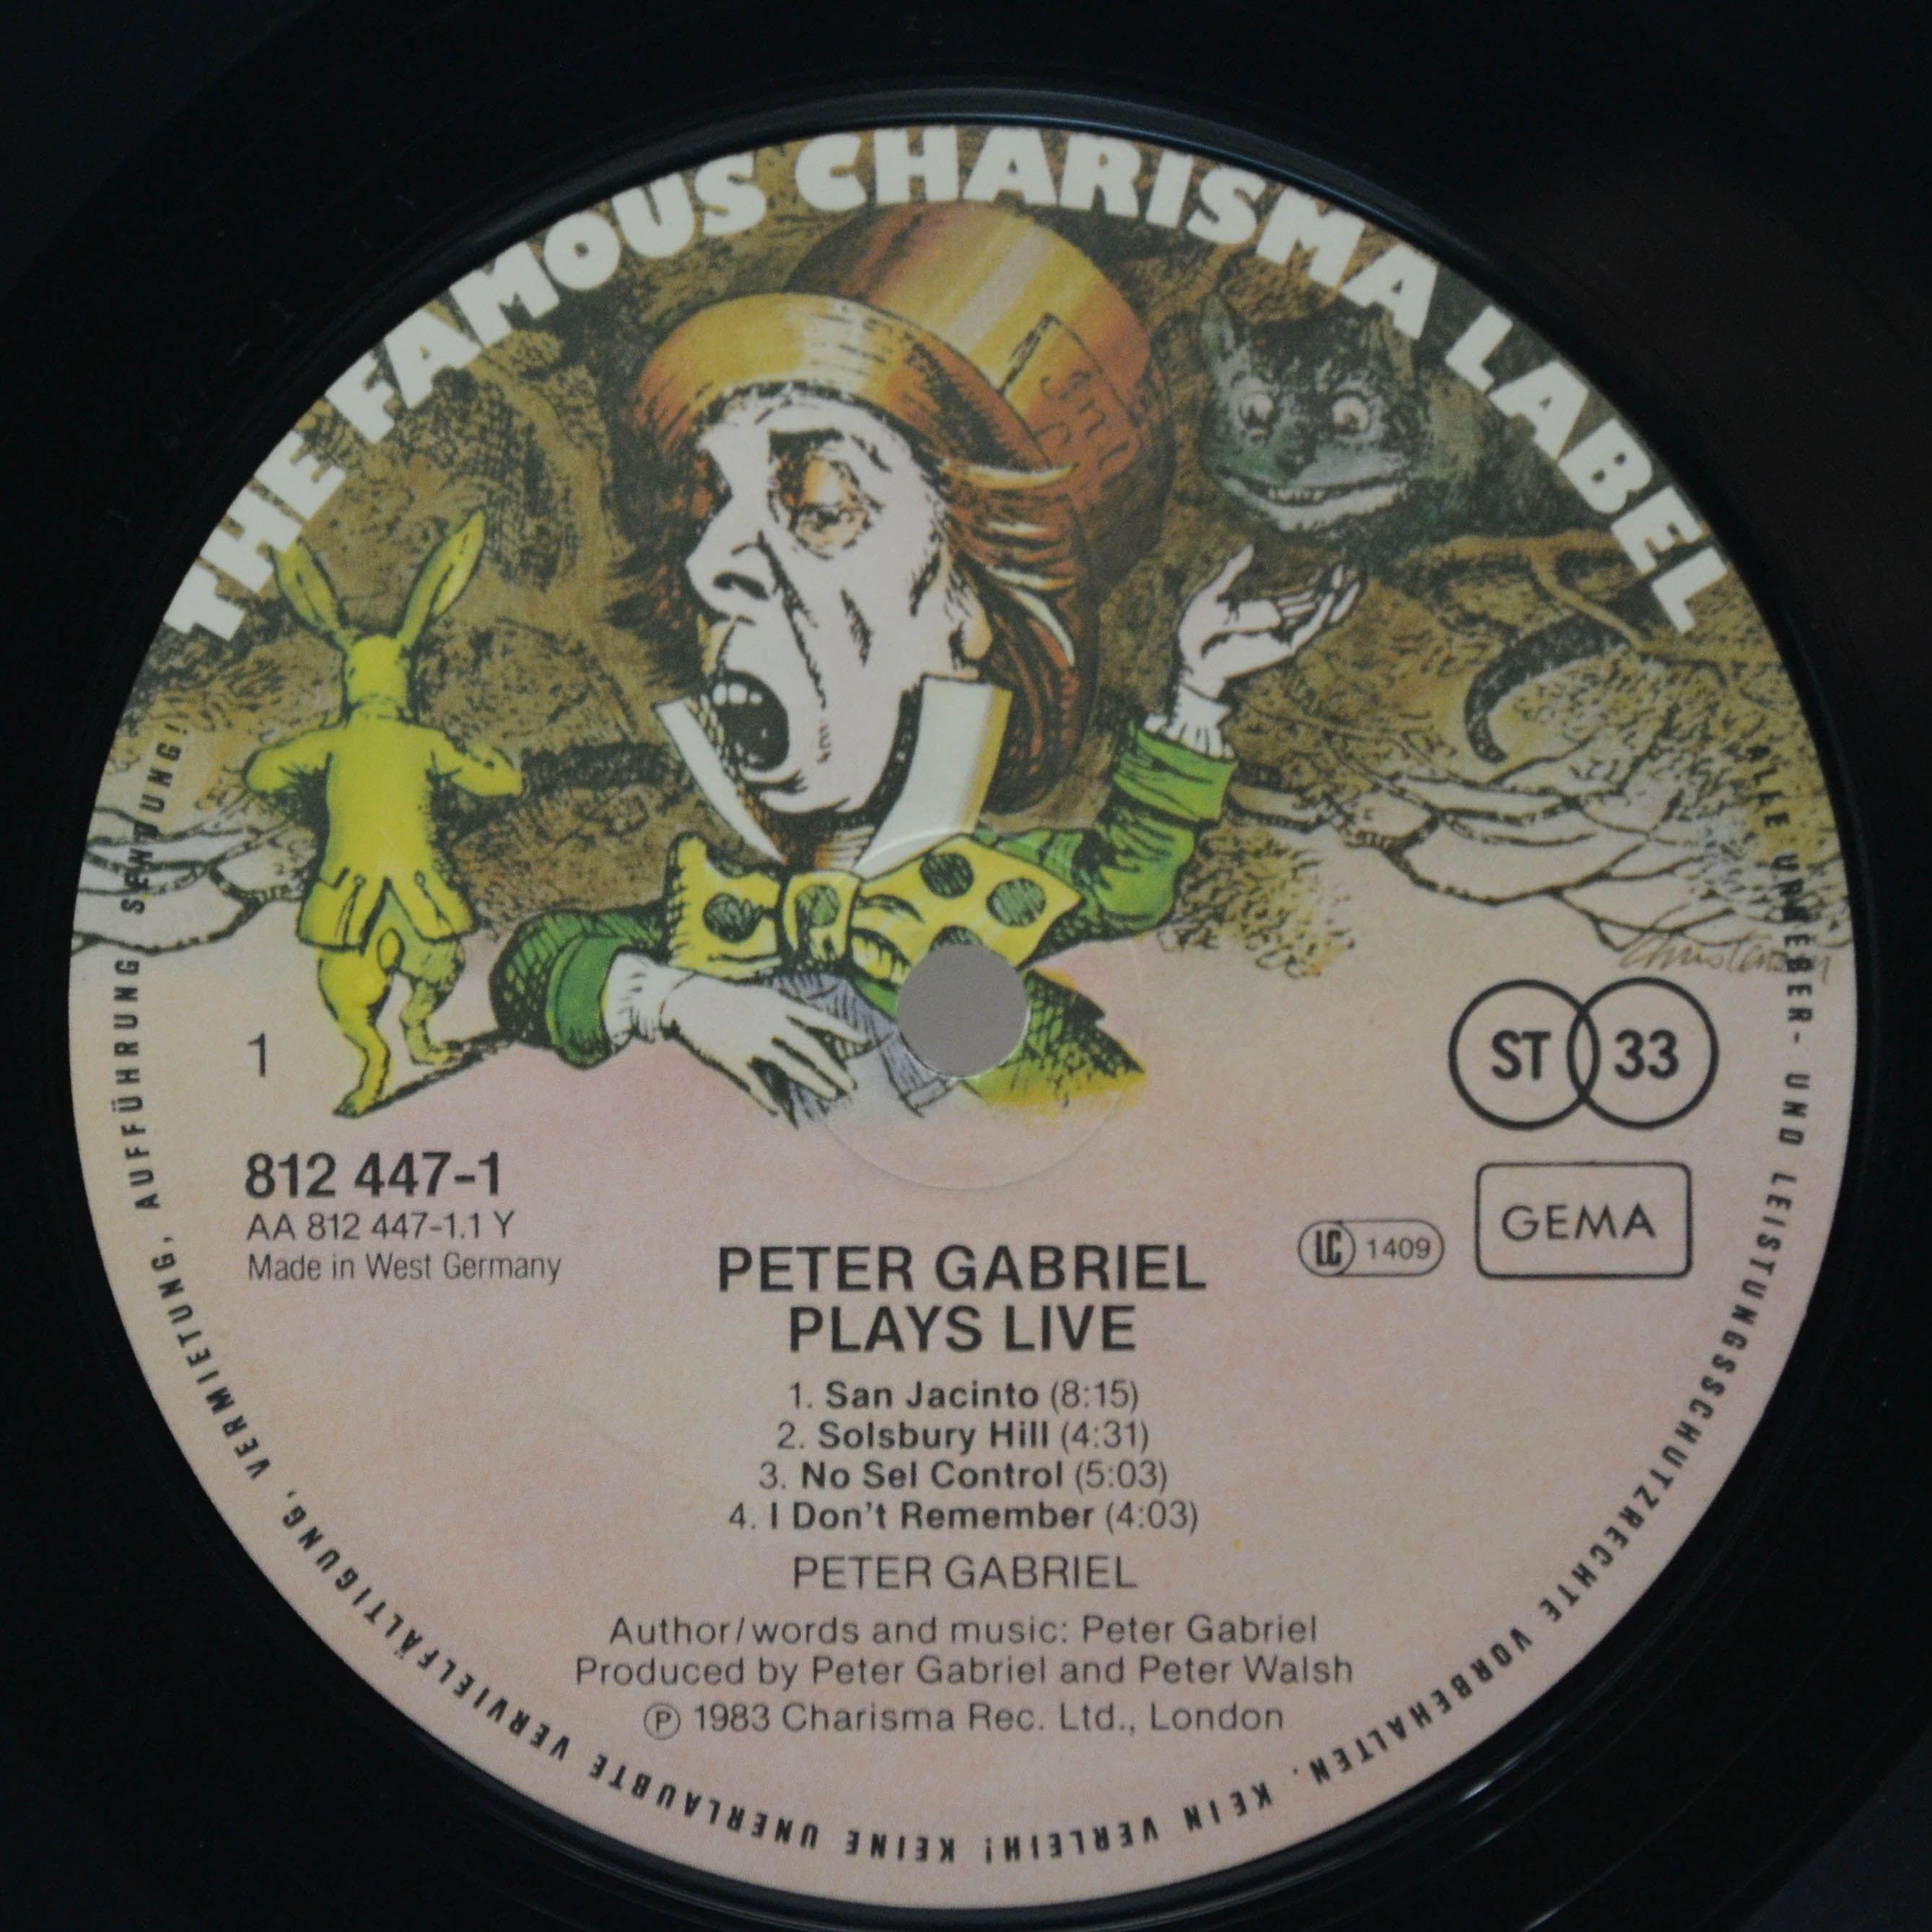 THE FAMOUS CHARISMA LABEL
1
ST 33
812 447-1
AA 812 447-1.1 Y
Made in West Germany
LC 1409
GEMA
PETER GABRIEL
PLAYS LIVE
1. San Jacinto (8:15)
2. Solsbury Hill (4:31)
3. No Sel Control (5:03)
4. I Don't Remember (4:03)
PETER GABRIEL
Author/words and music: Peter Gabriel
Produced by Peter Gabriel and Peter Walsh
℗ 1983 Charisma Rec. Ltd., London
ALLE URHEBER- UND LEISTUNGSSCHUTZRECHTE VORBEHALTEN. KEIN VERLEIH! KEINE UNERLAUBTE VERVIELFÄLTIGUNG, VERMIETUNG, AUFFÜHRUNG, SENDUNG!